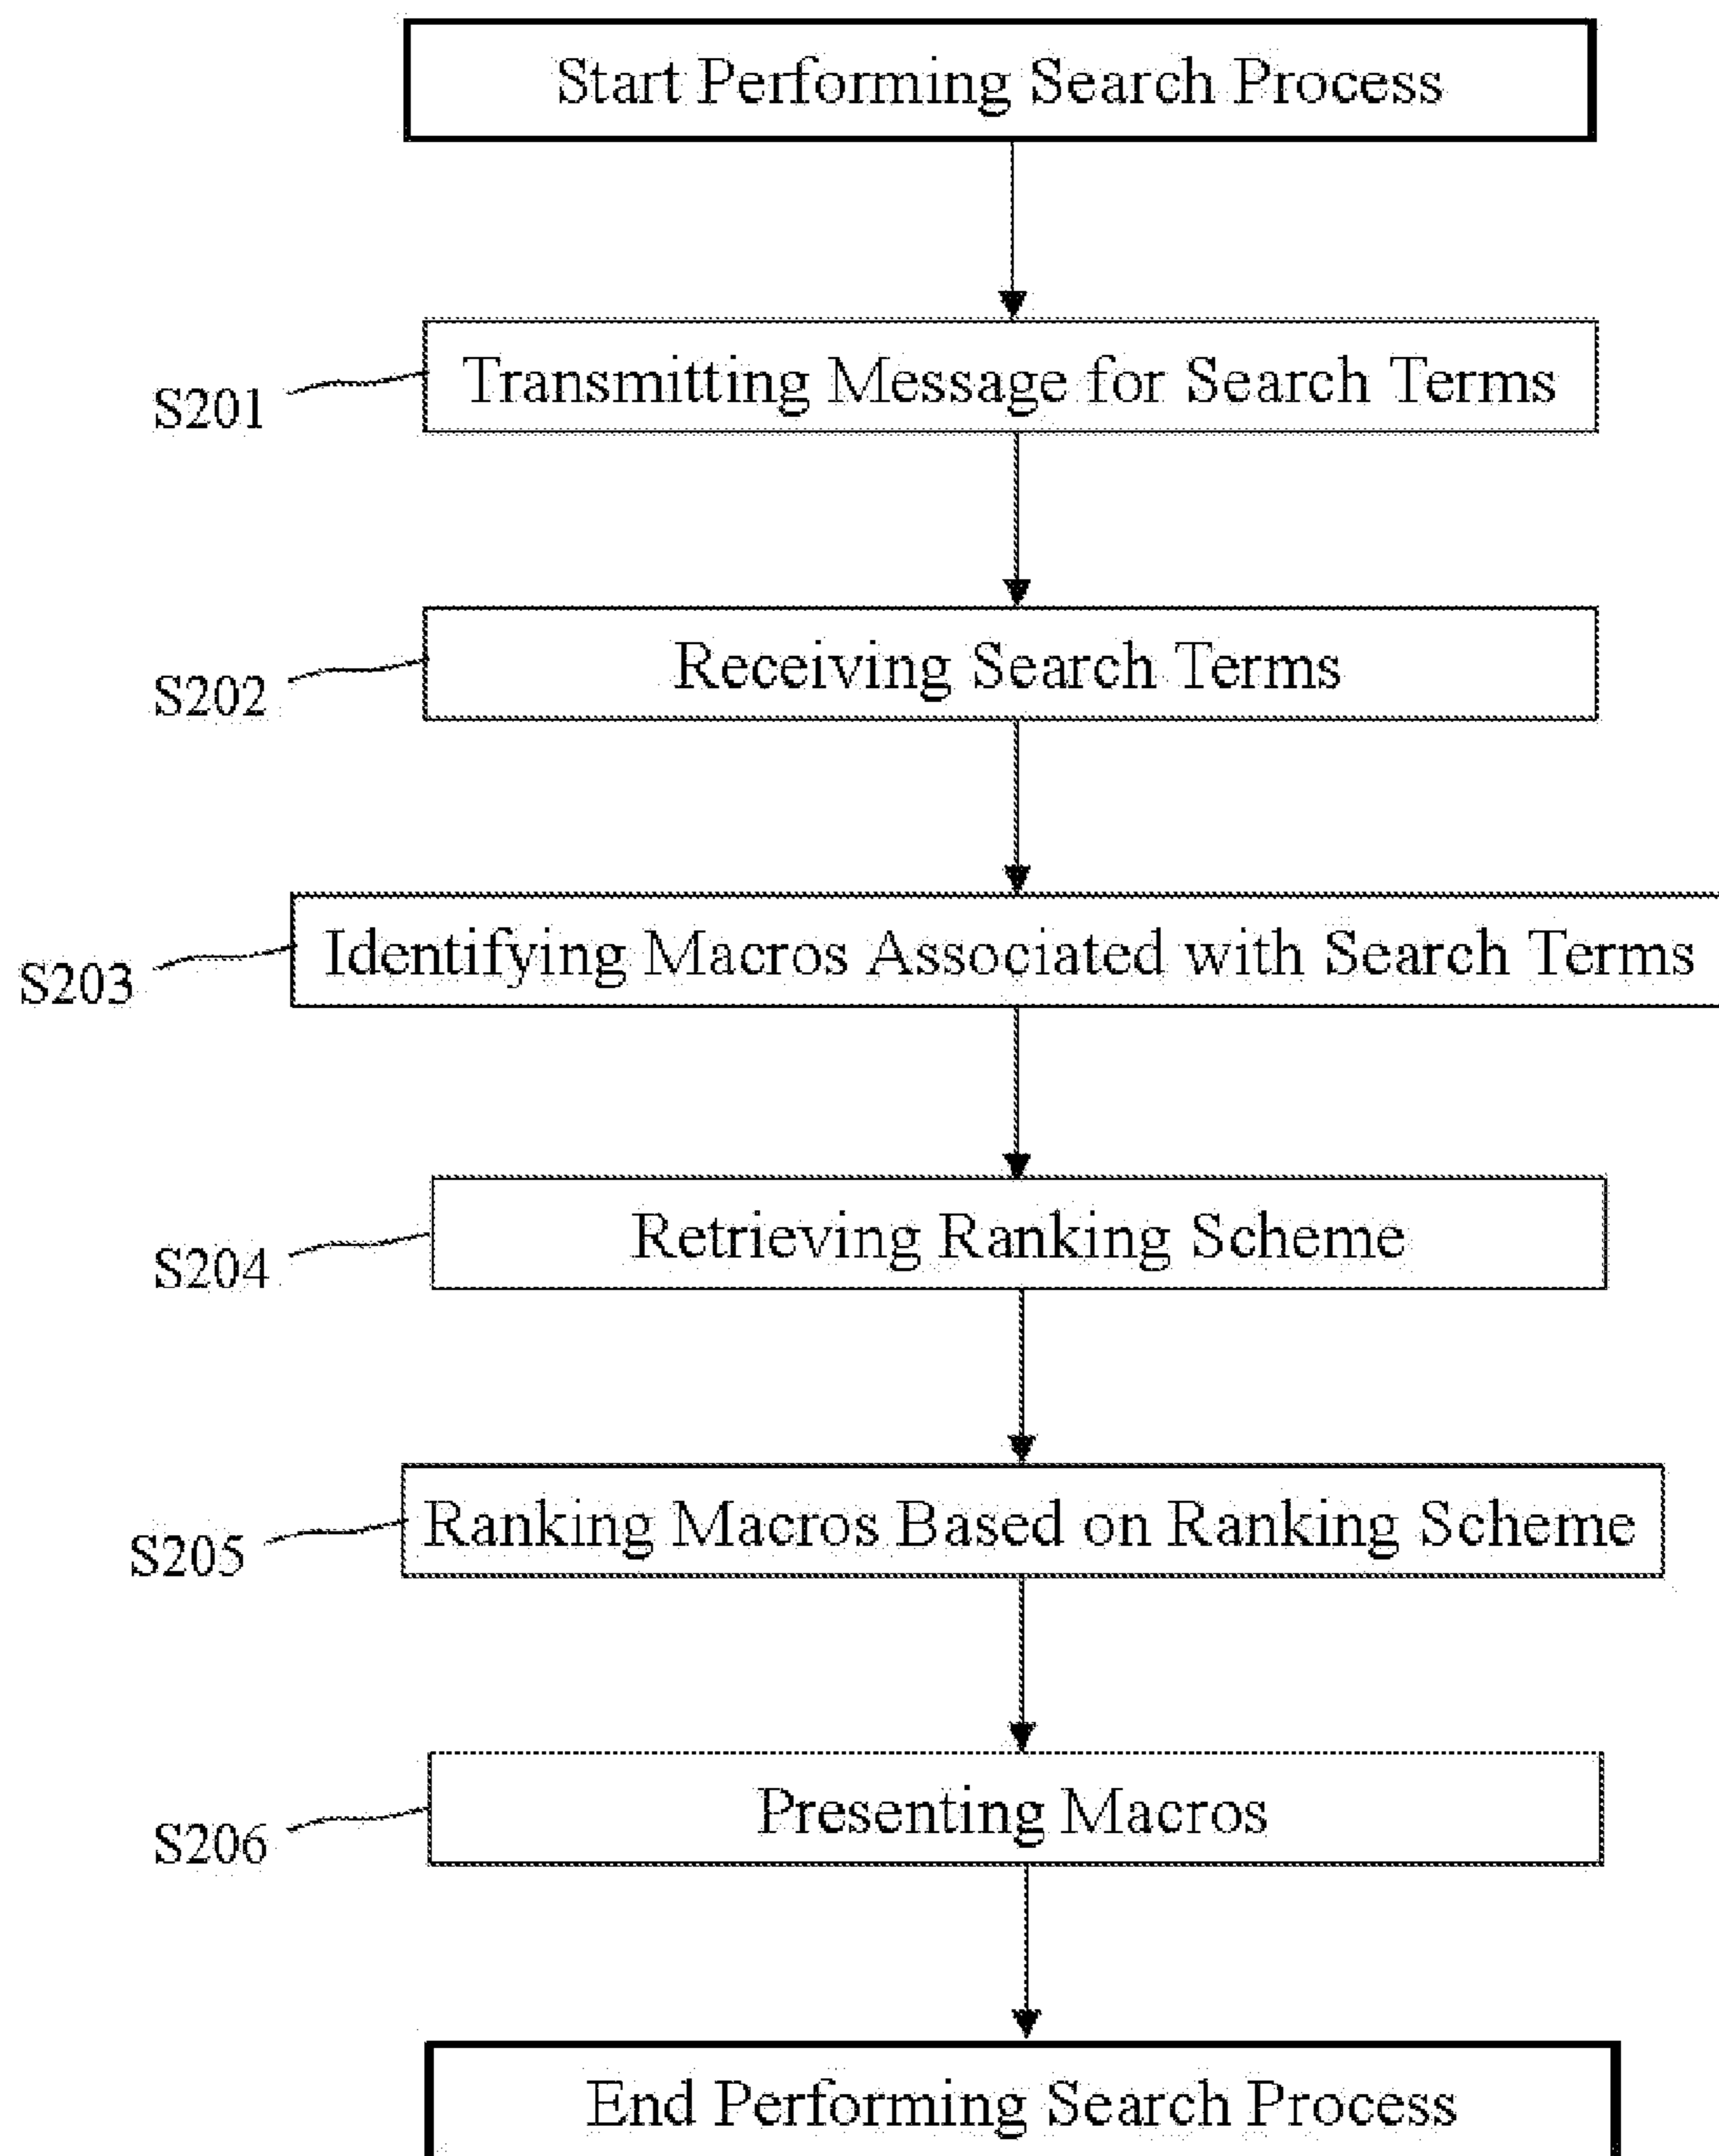 Start Performing Search Process
S201
Transmitting Message for Search Terms
S202
Receiving Search Terms
S203
Identifying Macros Associated with Search Terms
S204
Retrieving Ranking Scheme
S205
Ranking Macros Based on Ranking Scheme
S206
Presenting Macros
End Performing Search Process